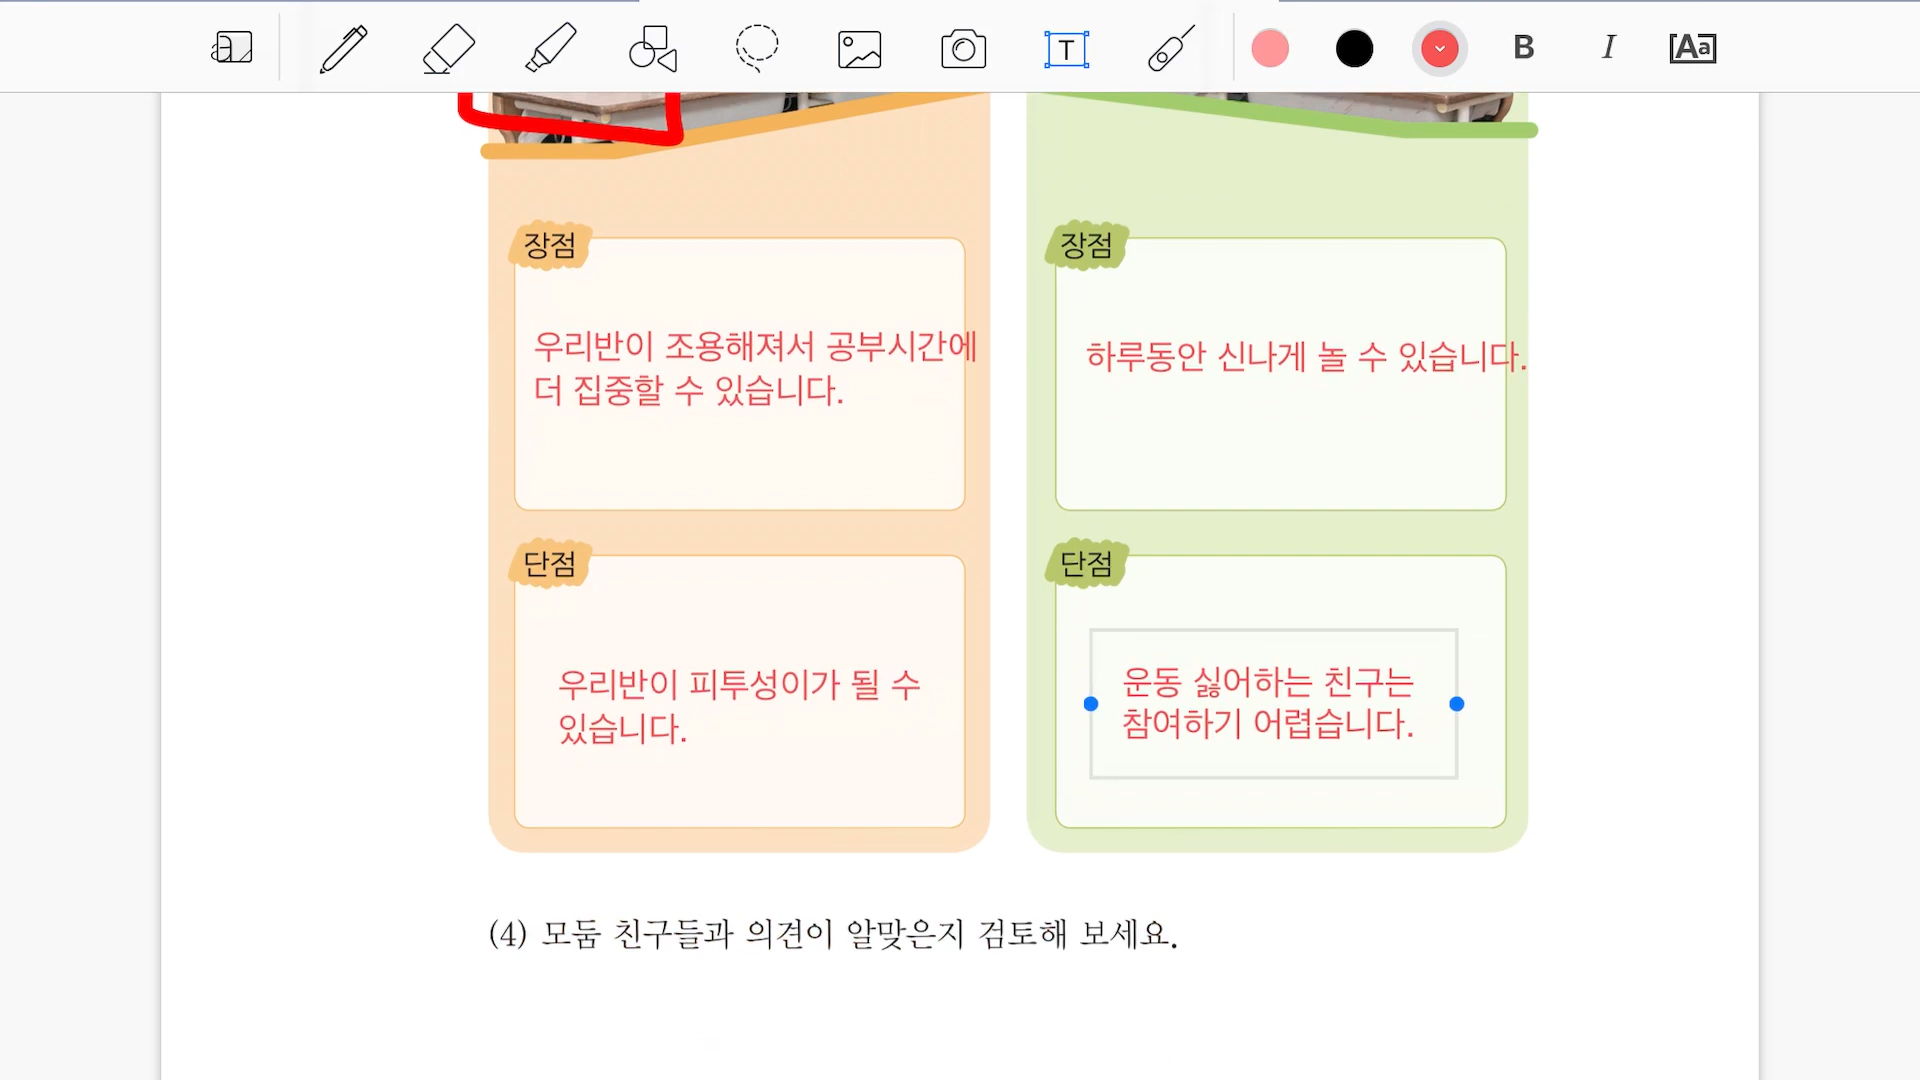 T
B
I
Aa
장점
우리반이 조용해져서 공부시간에
더 집중할 수 있습니다.
단점
우리반이 피투성이가 될 수
있습니다.
장점
하루동안 신나게 놀 수 있습니다.
단점
운동 싫어하는 친구는
참여하기 어렵습니다.
(4) 모둠 친구들과 의견이 알맞은지 검토해 보세요.